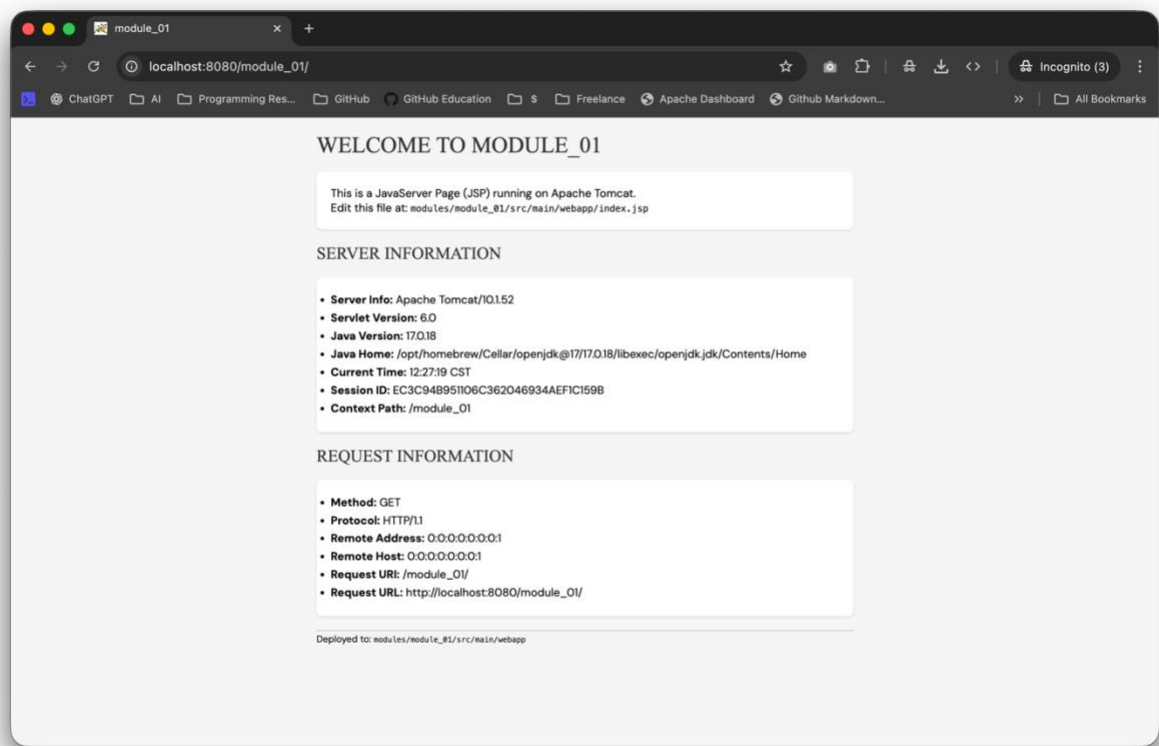 module_01
localhost:8080/module_01/
Incognito (3)
ChatGPT AI Programming Res... GitHub GitHub Education $ Freelance Apache Dashboard Github Markdown... » All Bookmarks
WELCOME TO MODULE_01
This is a JavaServer Page (JSP) running on Apache Tomcat.
Edit this file at: modules/module_01/src/main/webapp/index.jsp
SERVER INFORMATION
• Server Info: Apache Tomcat/10.1.52
• Servlet Version: 6.0
• Java Version: 17.0.18
• Java Home: /opt/homebrew/Cellar/openjdk@17/17.0.18/libexec/openjdk.jdk/Contents/Home
• Current Time: 12:27:19 CST
• Session ID: EC3C94B951106C362046934AEF1C159B
• Context Path: /module_01
REQUEST INFORMATION
• Method: GET
• Protocol: HTTP/1.1
• Remote Address: 0:0:0:0:0:0:0:1
• Remote Host: 0:0:0:0:0:0:0:1
• Request URI: /module_01/
• Request URL: http://localhost:8080/module_01/
Deployed to: modules/module_01/src/main/webapp